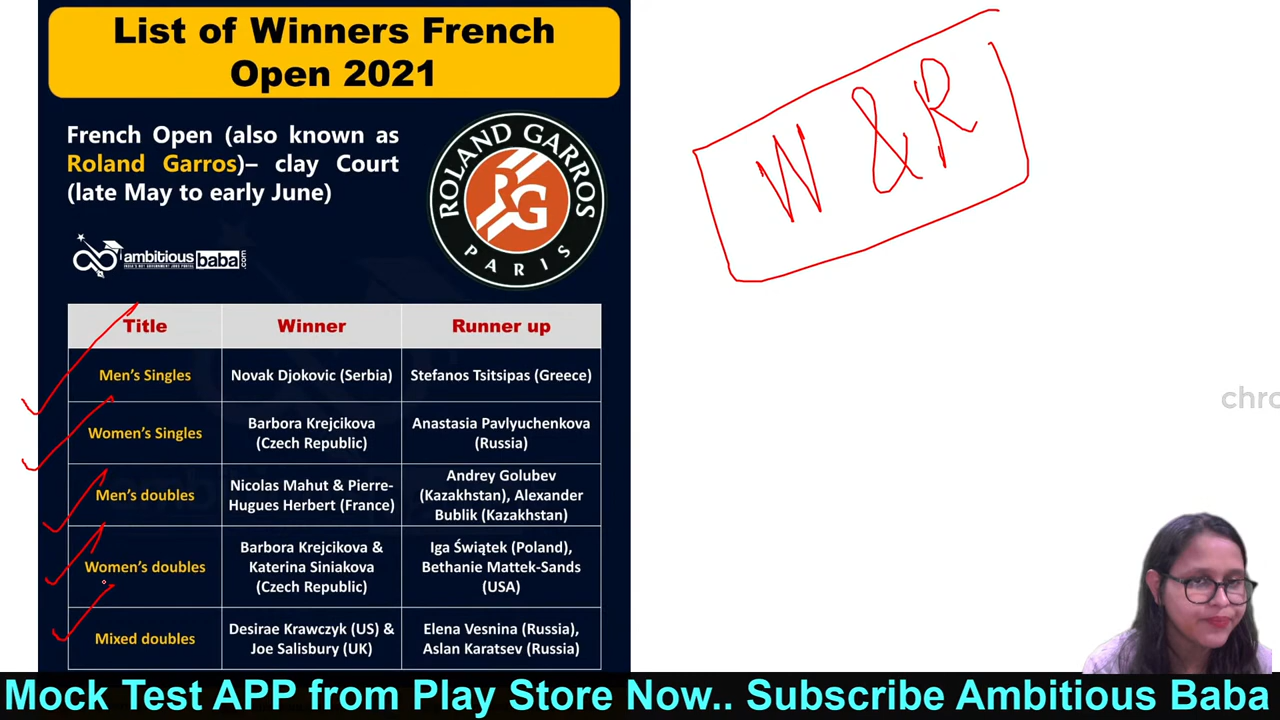 List of Winners French
Open 2021
French Open (also known as
Roland Garros)– clay Court
(late May to early June)
ROLAND GARROS
RG
PARIS
ambitiousbaba.com
Title Winner Runner up
Men's Singles Novak Djokovic (Serbia) Stefanos Tsitsipas (Greece)
Women's Singles
Barbora Krejcikova
(Czech Republic)
Anastasia Pavlyuchenkova
(Russia)
Men's doubles
Nicolas Mahut & Pierre-
Hugues Herbert (France)
Andrey Golubev
(Kazakhstan), Alexander
Bublik (Kazakhstan)
Women's doubles
Barbora Krejcikova &
Katerina Siniakova
(Czech Republic)
Iga Świątek (Poland),
Bethanie Mattek-Sands
(USA)
Mixed doubles
Desirae Krawczyk (US) &
Joe Salisbury (UK)
Elena Vesnina (Russia),
Aslan Karatsev (Russia)
W & R
chro
Mock Test APP from Play Store Now.. Subscribe Ambitious Baba